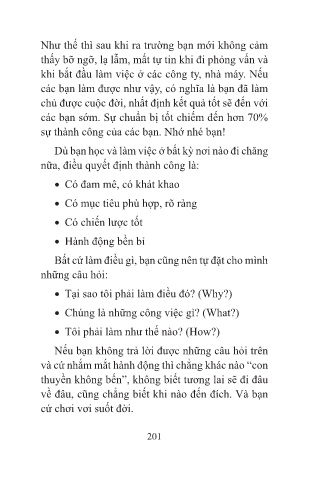 Như thế thì sau khi ra trường bạn mới không cảm
thấy bỡ ngỡ, lạ lẫm, mất tự tin khi đi phỏng vấn và
khi bắt đầu làm việc ở các công ty, nhà máy. Nếu
các bạn làm được như vậy, có nghĩa là bạn đã làm
chủ được cuộc đời, nhất định kết quả tốt sẽ đến với
các bạn sớm. Sự chuẩn bị tốt chiếm đến hơn 70%
sự thành công của các bạn. Nhớ nhé bạn!
Dù bạn học và làm việc ở bất kỳ nơi nào đi chăng
nữa, điều quyết định thành công là:
• Có đam mê, có khát khao
• Có mục tiêu phù hợp, rõ ràng
• Có chiến lược tốt
• Hành động bền bỉ
Bất cứ làm điều gì, bạn cũng nên tự đặt cho mình
những câu hỏi:
• Tại sao tôi phải làm điều đó? (Why?)
• Chúng là những công việc gì? (What?)
• Tôi phải làm như thế nào? (How?)
Nếu bạn không trả lời được những câu hỏi trên
và cứ nhắm mắt hành động thì chẳng khác nào “con
thuyền không bến”, không biết tương lai sẽ đi đâu
về đâu, cũng chẳng biết khi nào đến đích. Và bạn
cứ chơi vơi suốt đời.
201